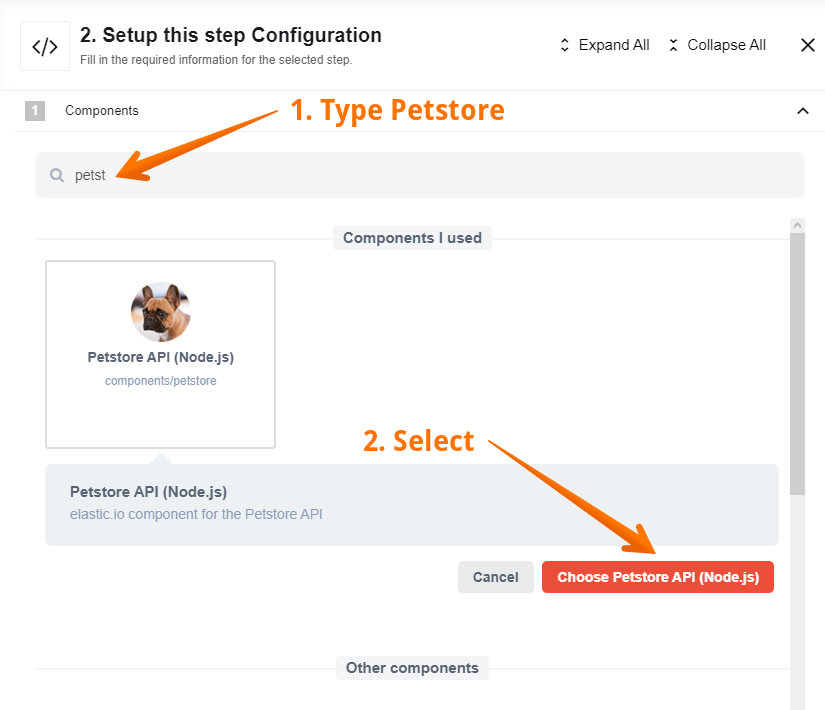 2. Setup this step Configuration
Fill in the required information for the selected step.
Expand All
Collapse All
1
Components
1. Type Petstore
petst
Components I used
Petstore API (Node.js)
components/petstore
2. Select
Petstore API (Node.js)
elastic.io component for the Petstore API
Cancel
Choose Petstore API (Node.js)
Other components